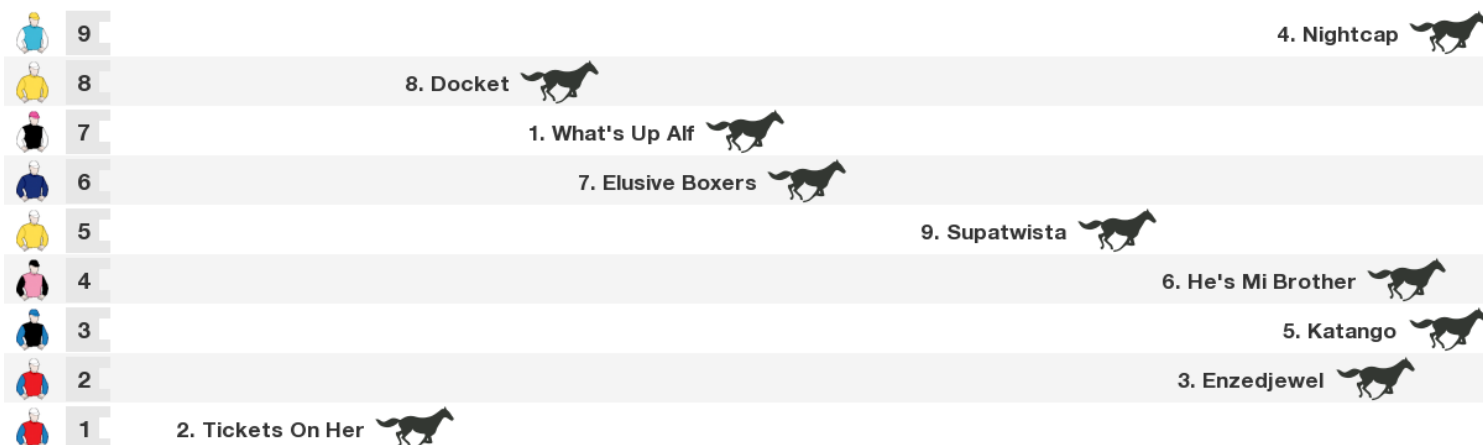 9 4. Nightcap
8 8. Docket
7 1. What's Up Alf
6 7. Elusive Boxers
5 9. Supatwista
4 6. He's Mi Brother
3 5. Katango
2 3. Enzedjewel
1 2. Tickets On Her